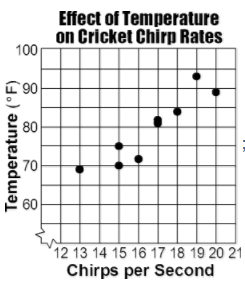 Effect of Temperature
on Cricket Chirp Rates
Temperature (°F)
100
90
80
70
60
12 13 14 15 16 17 18 19 20 21
Chirps per Second